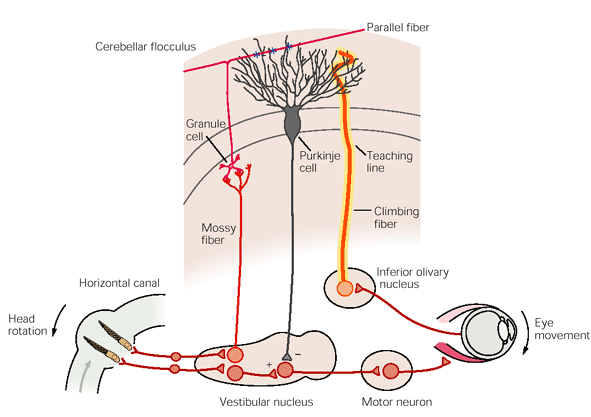 Parallel fiber
Cerebellar flocculus
Granule
cell
Purkinje
cell
Teaching
line
Mossy
fiber
Climbing
fiber
Inferior olivary
nucleus
Horizontal canal
Head
rotation
Eye
movement
+
−
Vestibular nucleus
Motor neuron